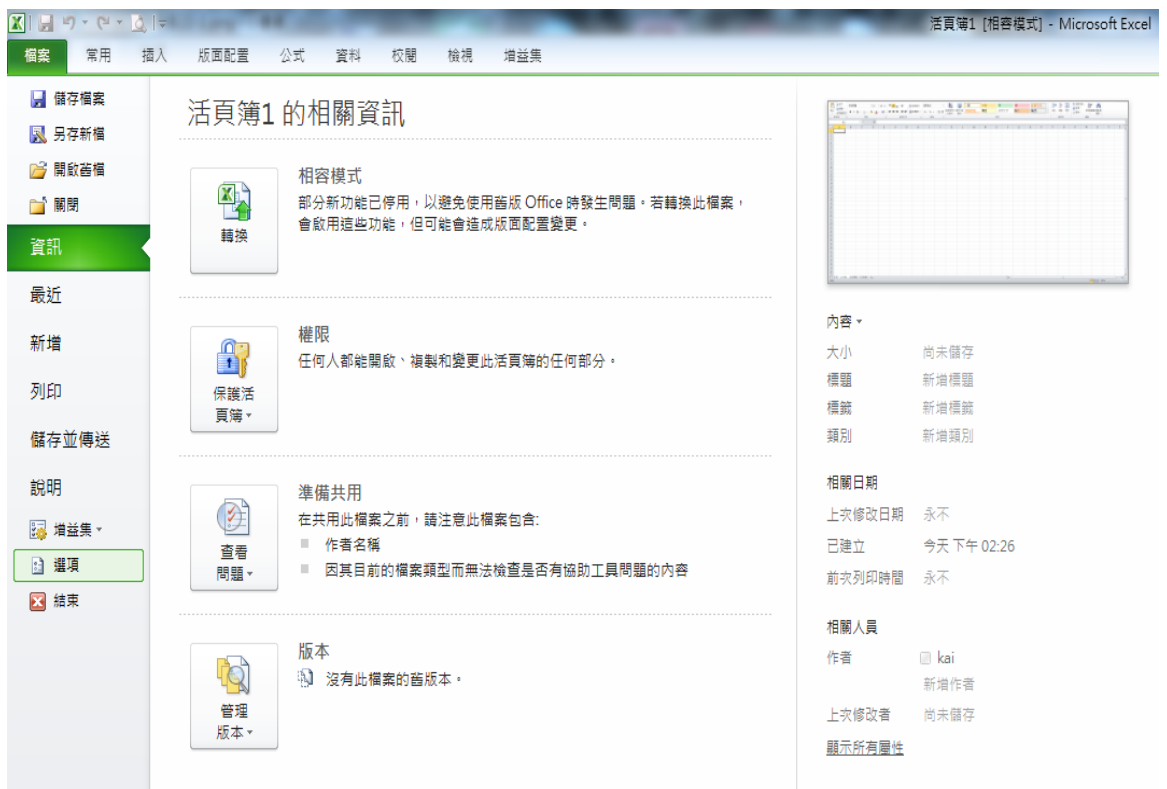 活頁簿1 [相容模式] - Microsoft Excel
檔案 常用 插入 版面配置 公式 資料 校閱 檢視 增益集
儲存檔案
另存新檔
開啟舊檔
關閉
資訊
最近
新增
列印
儲存並傳送
說明
增益集
選項
結束
活頁簿1 的相關資訊
轉換
相容模式
部分新功能已停用，以避免使用舊版 Office 時發生問題。若轉換此檔案，
會啟用這些功能，但可能會造成版面配置變更。
保護活
頁簿
權限
任何人都能開啟、複製和變更此活頁簿的任何部分。
查看
問題
準備共用
在共用此檔案之前，請注意此檔案包含:
作者名稱
因其目前的檔案類型而無法檢查是否有協助工具問題的內容
管理
版本
版本
沒有此檔案的舊版本。
內容
大小 尚未儲存
標題 新增標題
標籤 新增標籤
類別 新增類別
相關日期
上次修改日期 永不
已建立 今天 下午 02:26
前次列印時間 永不
相關人員
作者 kai
新增作者
上次修改者 尚未儲存
顯示所有屬性